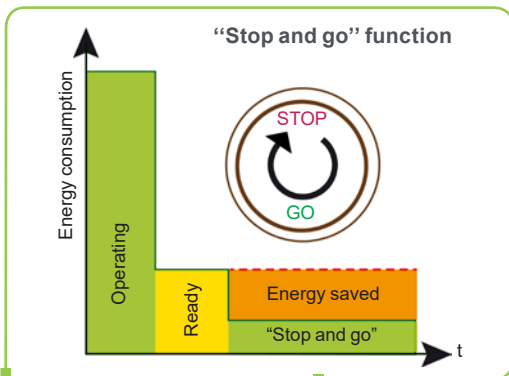 ‘‘Stop and go’’ function
Energy consumption
STOP
GO
Operating
Ready
Energy saved
“Stop and go”
t